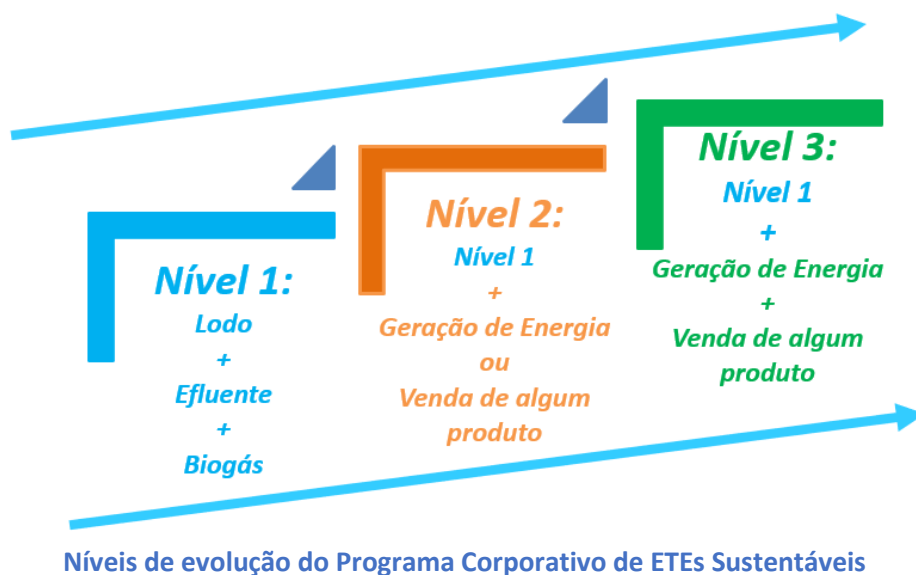 Nível 1:
Lodo
+
Efluente
+
Biogás
Nível 2:
Nível 1
+
Geração de Energia
ou
Venda de algum
produto
Nível 3:
Nível 1
+
Geração de Energia
+
Venda de algum
produto
Níveis de evolução do Programa Corporativo de ETEs Sustentáveis